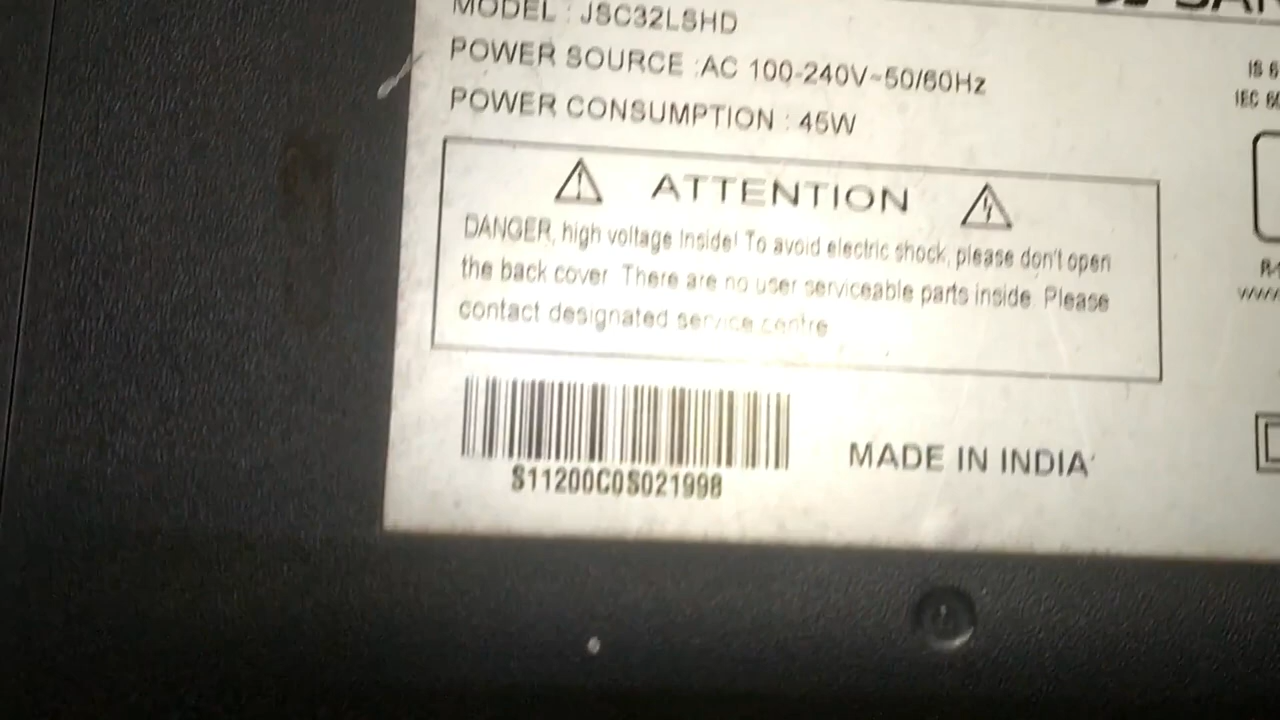 MODEL : JSC32LSHD
POWER SOURCE :AC 100-240V~50/60Hz
POWER CONSUMPTION : 45W
IS 6
IEC 60
ATTENTION
DANGER, high voltage Inside! To avoid electric shock, please don't open
the back cover There are no user serviceable parts inside. Please
contact designated service centre
R-
www
S11200C0S021998
MADE IN INDIA